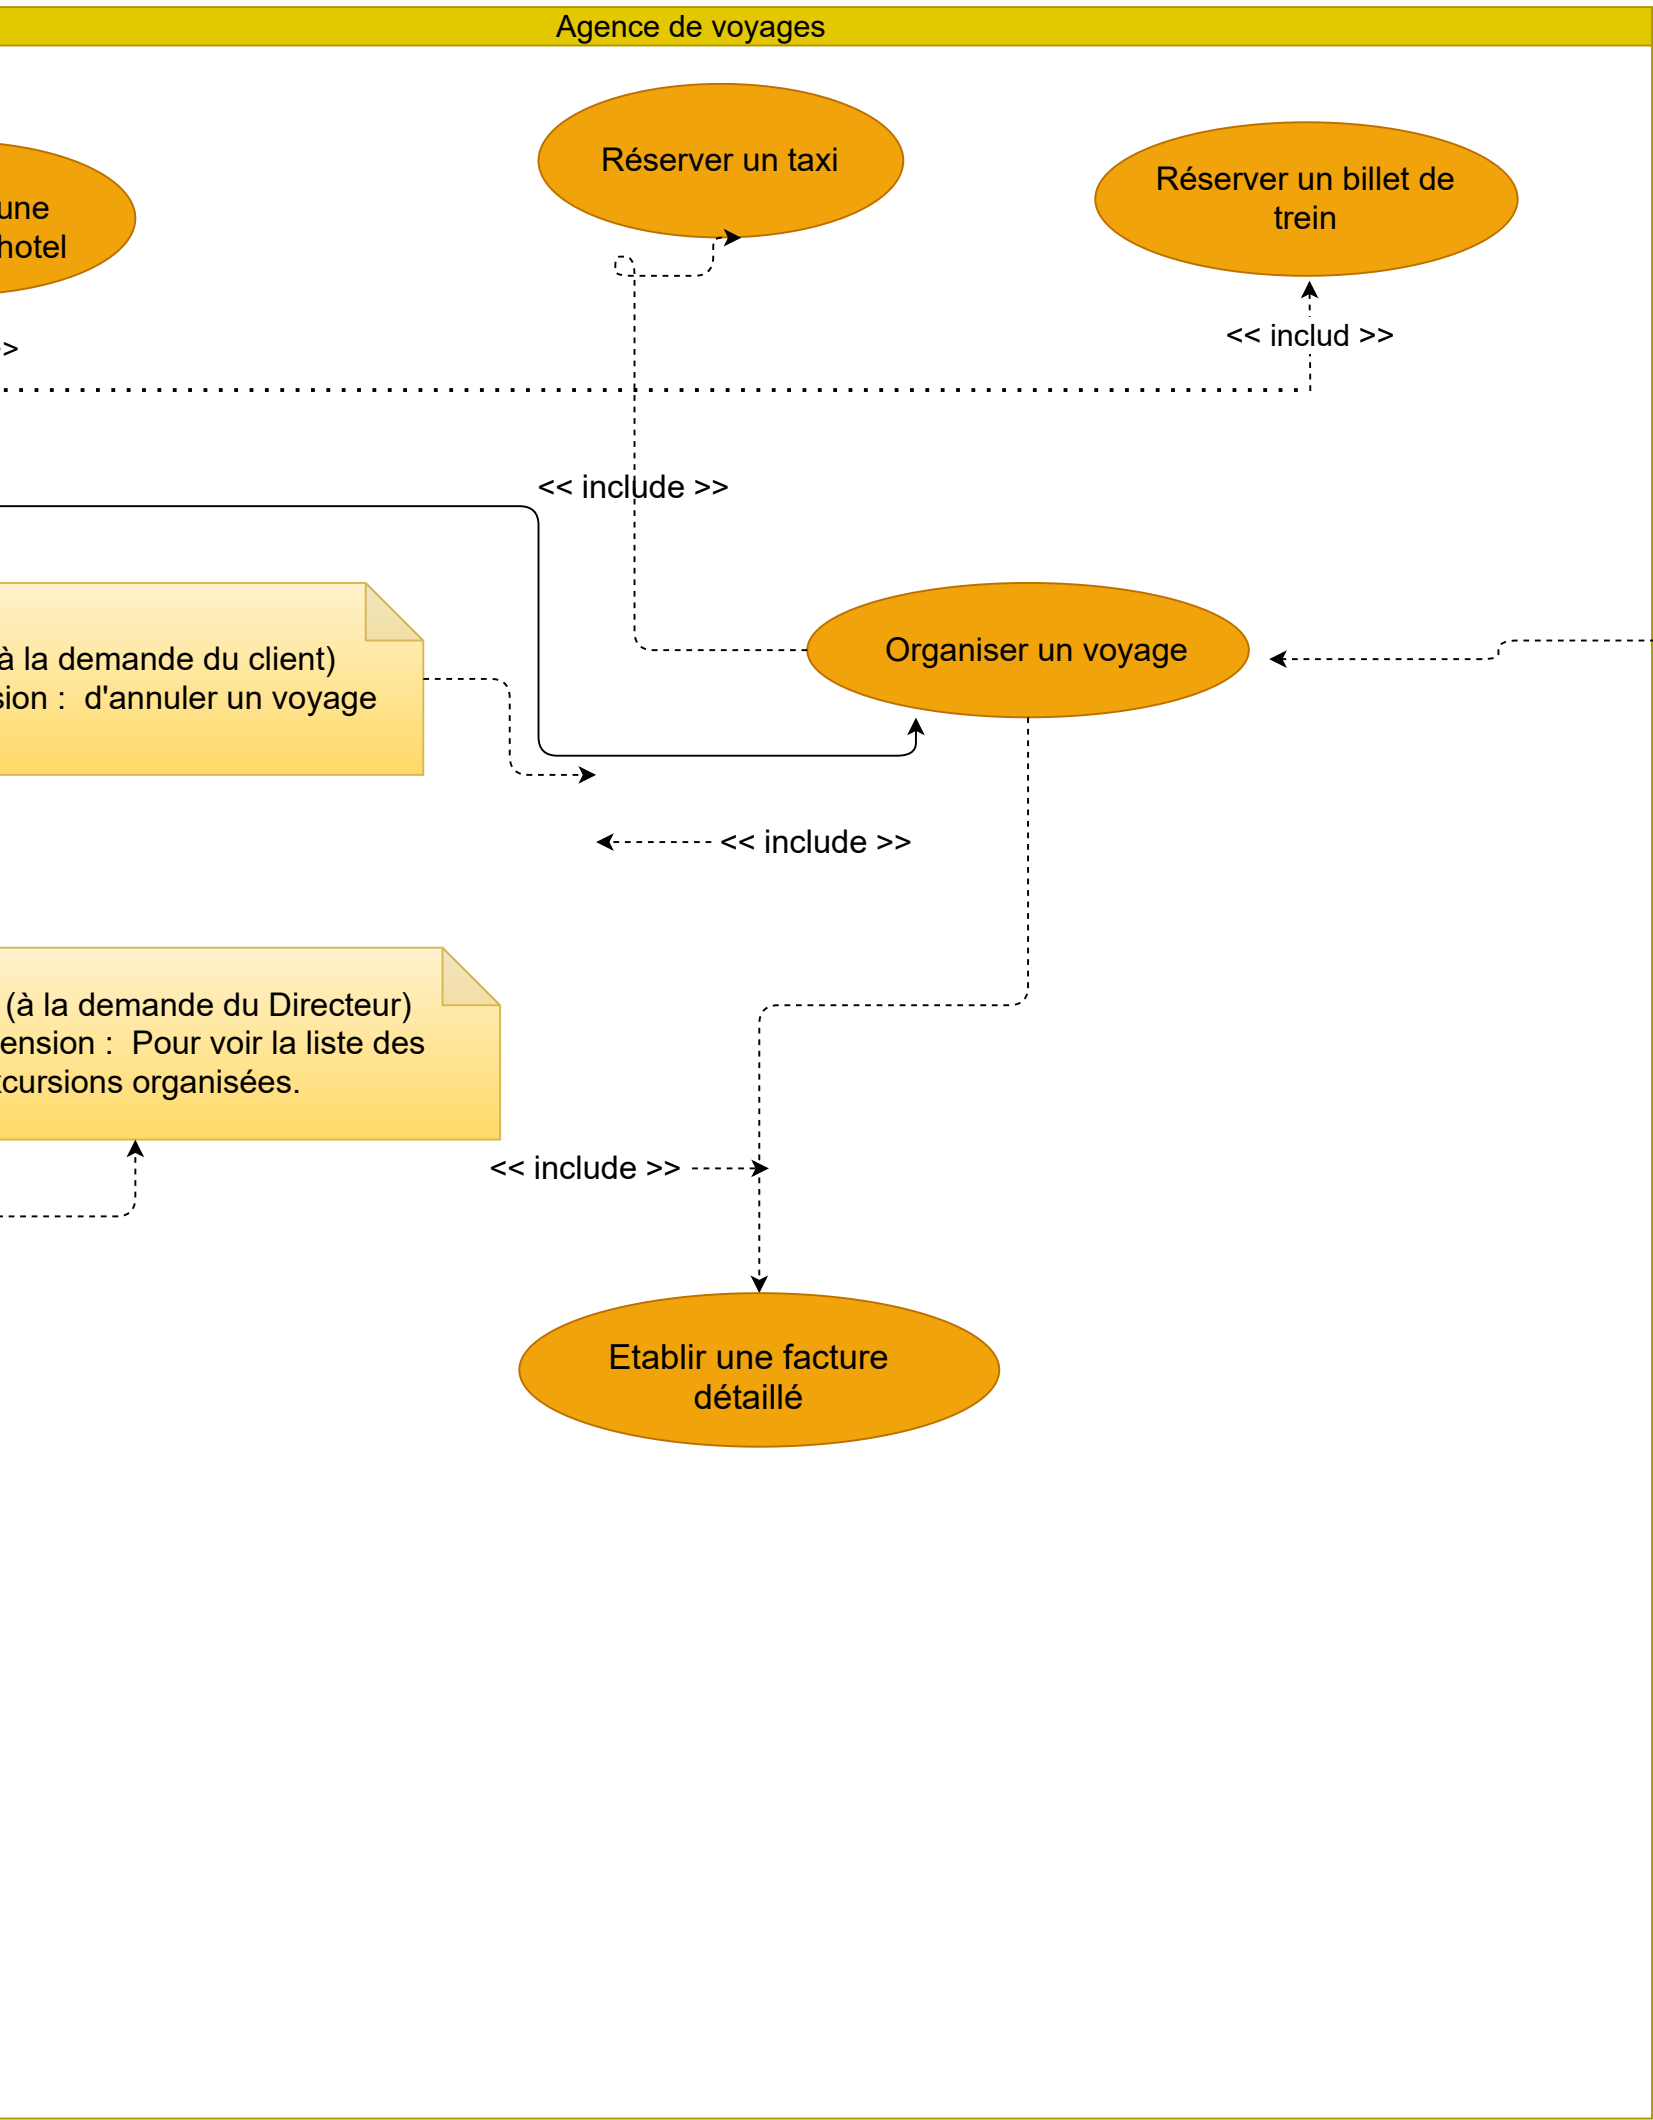 Agence de voyages
Réserver un taxi
Réserver un billet de
trein
une
hotel
<< includ >>
>
<< include >>
à la demande du client)
sion :  d'annuler un voyage
Organiser un voyage
<< include >>
(à la demande du Directeur)
ension :  Pour voir la liste des
cursions organisées.
<< include >>
Etablir une facture
détaillé